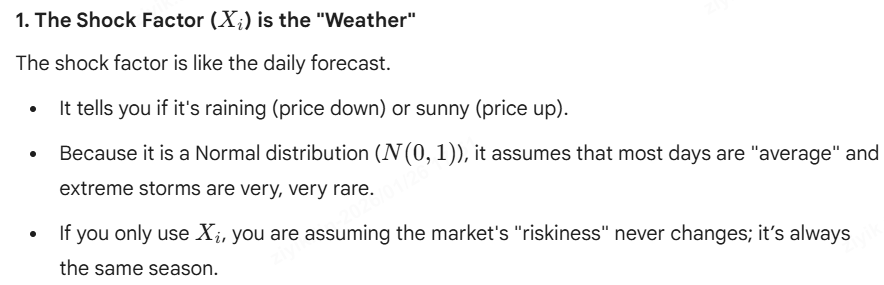 1. The Shock Factor (Xᵢ) is the "Weather"
The shock factor is like the daily forecast.
• It tells you if it's raining (price down) or sunny (price up).
• Because it is a Normal distribution (N(0, 1)), it assumes that most days are "average" and
extreme storms are very, very rare.
• If you only use Xᵢ, you are assuming the market's "riskiness" never changes; it’s always
the same season.